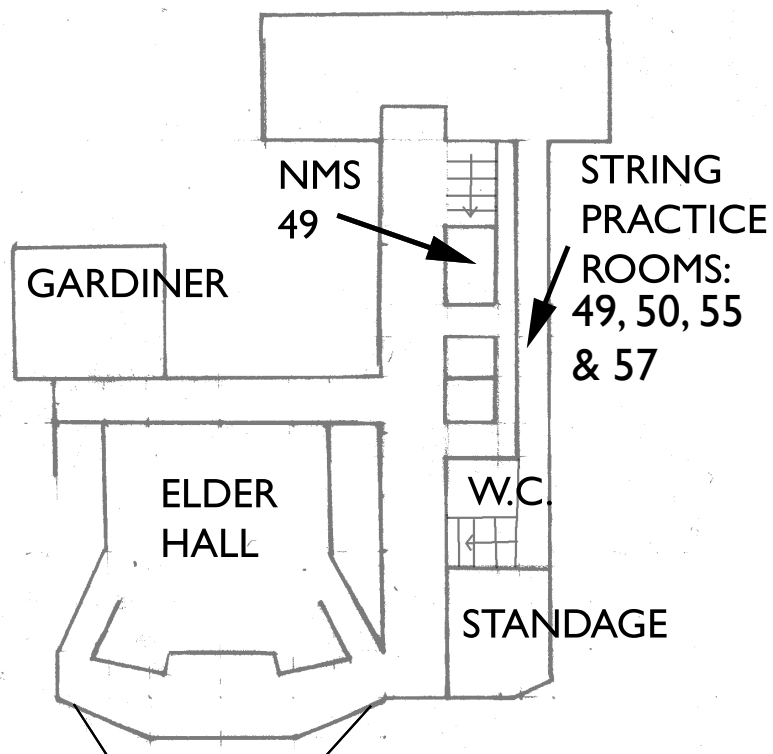 NMS
49
STRING
PRACTICE
ROOMS:
49, 50, 55
& 57
GARDINER
ELDER
HALL
W.C.
STANDAGE